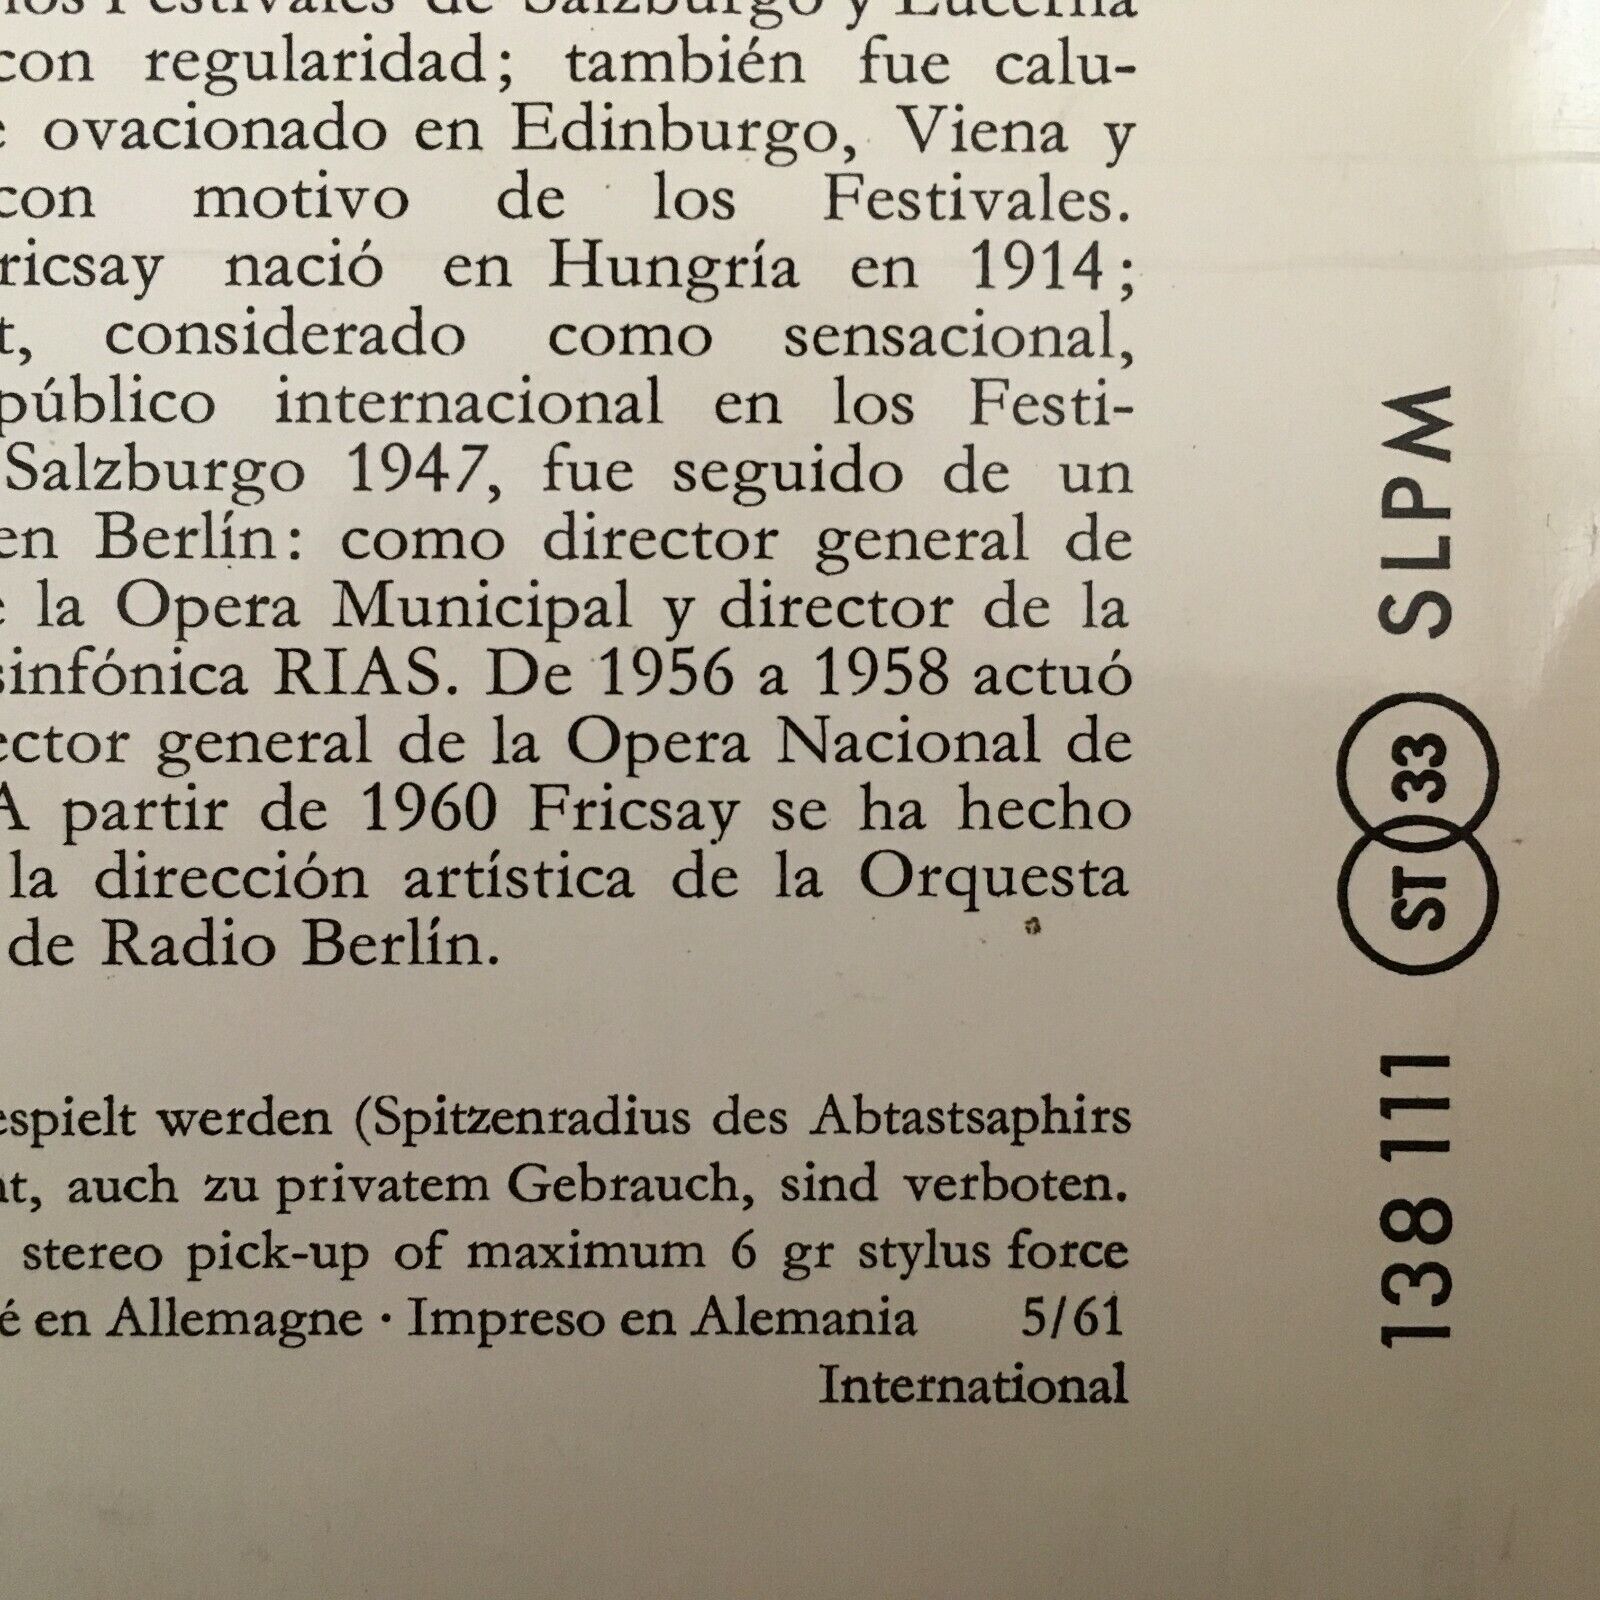 los Festivales de Salzburgo y Lucerna
con regularidad; también fue calu-
ovacionado en Edinburgo, Viena y
con motivo de los Festivales.
ricsay nació en Hungría en 1914;
t, considerado como sensacional,
público internacional en los Festi-
Salzburgo 1947, fue seguido de un
en Berlín: como director general de
e la Opera Municipal y director de la
sinfónica RIAS. De 1956 a 1958 actuó
ector general de la Opera Nacional de
A partir de 1960 Fricsay se ha hecho
la dirección artística de la Orquesta
de Radio Berlín.
espielt werden (Spitzenradius des Abtastsaphirs
nt, auch zu privatem Gebrauch, sind verboten.
stereo pick-up of maximum 6 gr stylus force
é en Allemagne · Impreso en Alemania 5/61
International
138 111 ST 33 SLPM